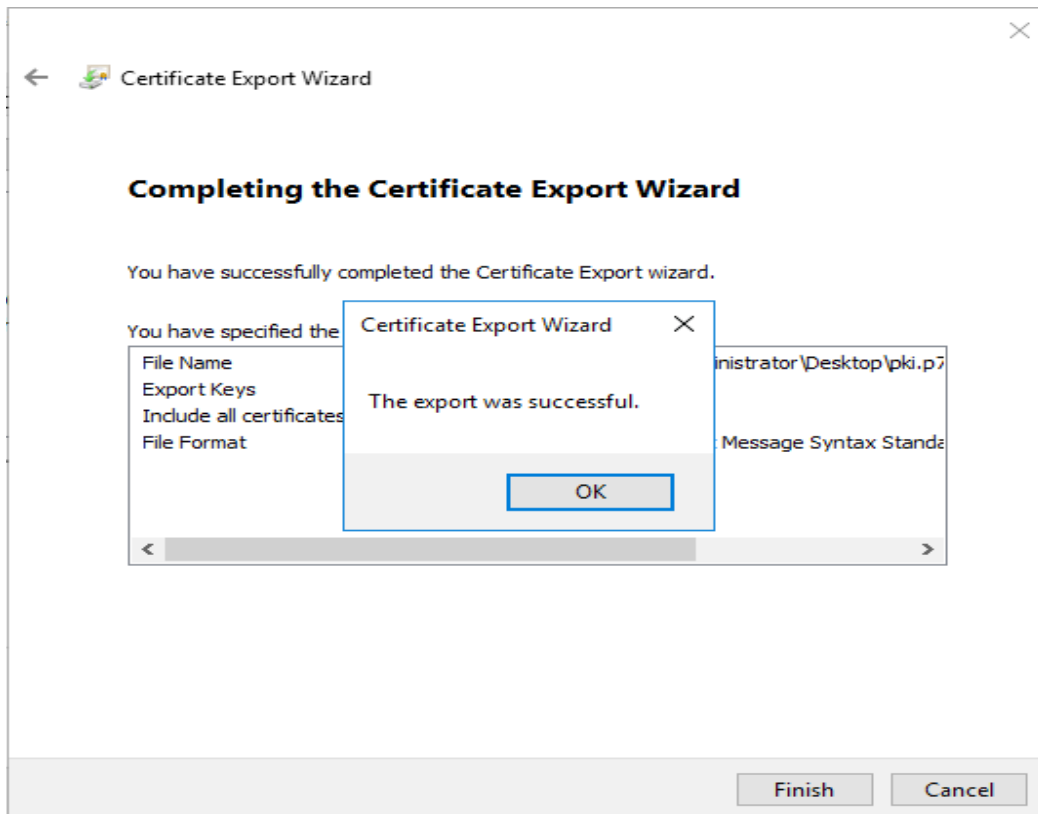 Certificate Export Wizard
Completing the Certificate Export Wizard
You have successfully completed the Certificate Export wizard.
You have specified the
Certificate Export Wizard
The export was successful.
OK
File Name inistrator\Desktop\pki.p7
Export Keys
Include all certificates
File Format Message Syntax Standa
Finish Cancel